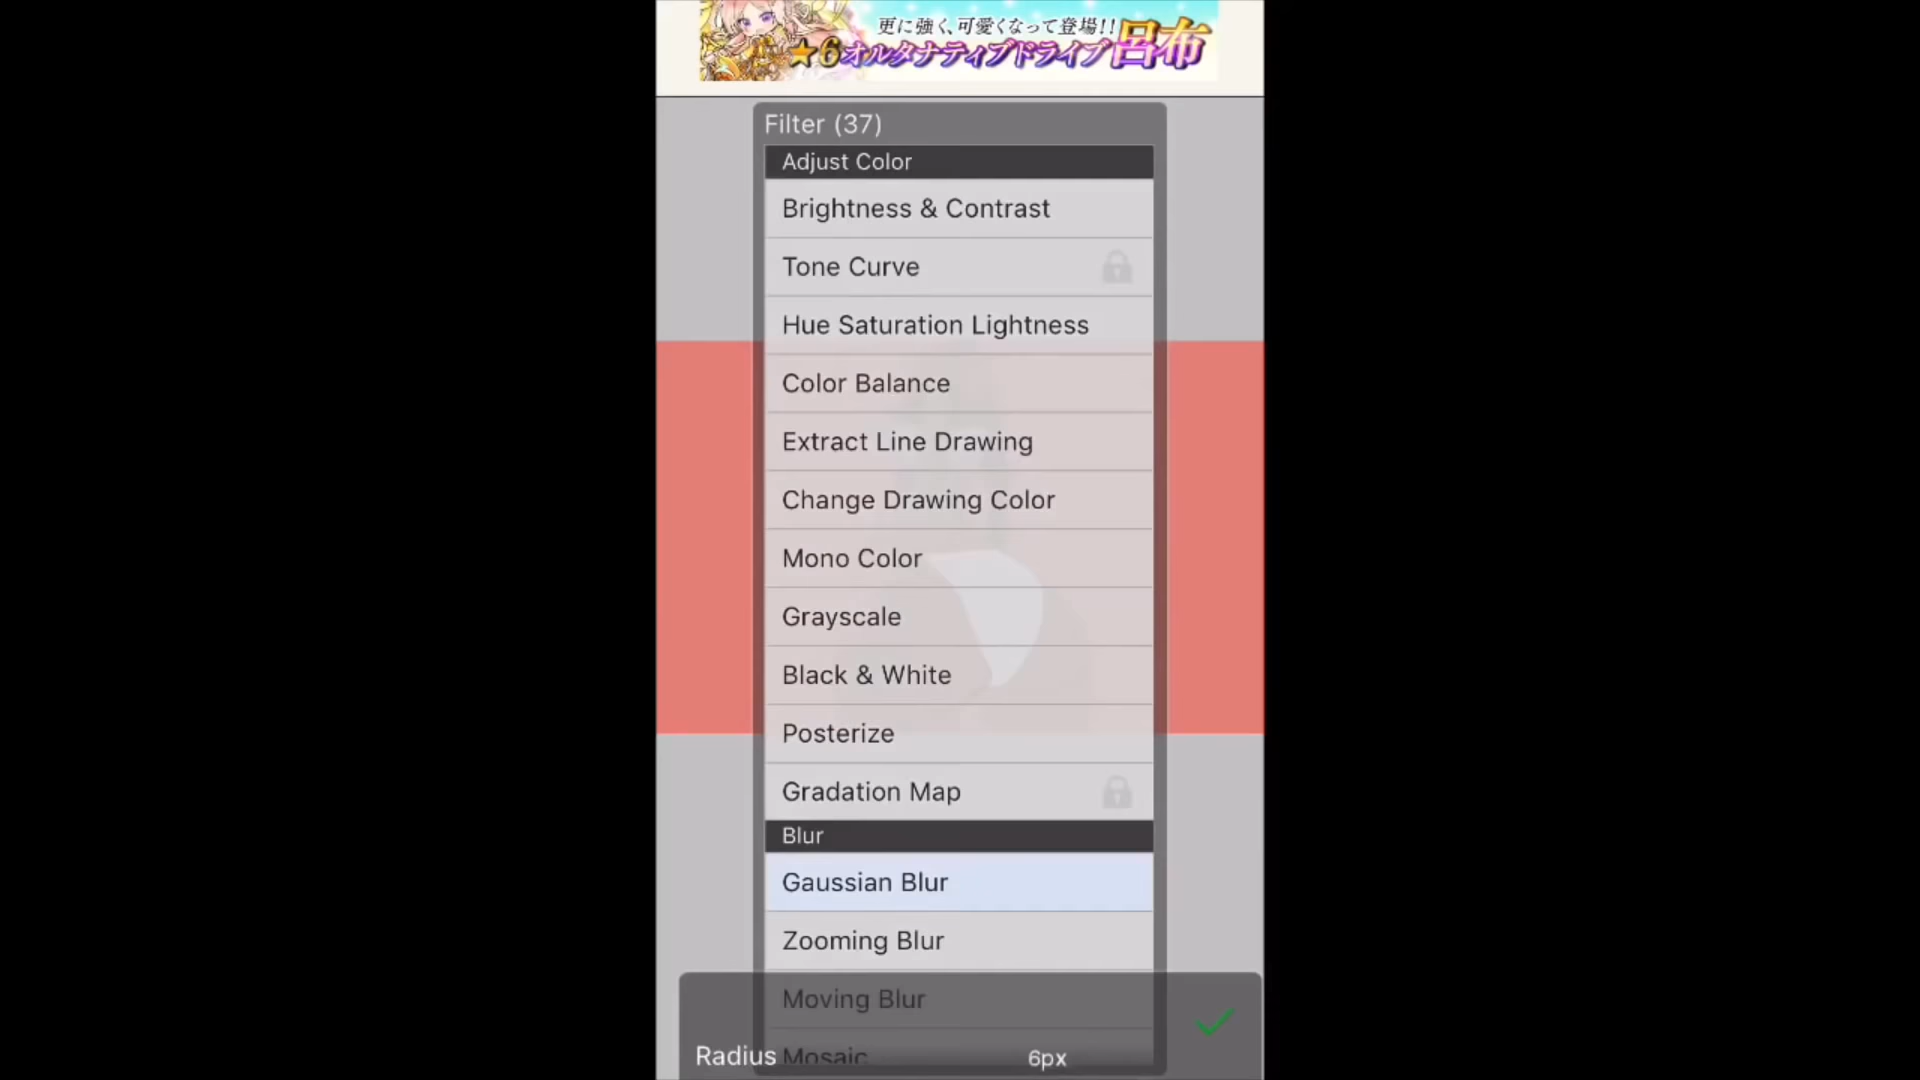 更に強く、可愛くなって登場!!
★6オルタナティブドライブ呂布
Filter (37)
Adjust Color
Brightness & Contrast
Tone Curve
Hue Saturation Lightness
Color Balance
Extract Line Drawing
Change Drawing Color
Mono Color
Grayscale
Black & White
Posterize
Gradation Map
Blur
Gaussian Blur
Zooming Blur
Moving Blur
Mosaic
Radius 6px